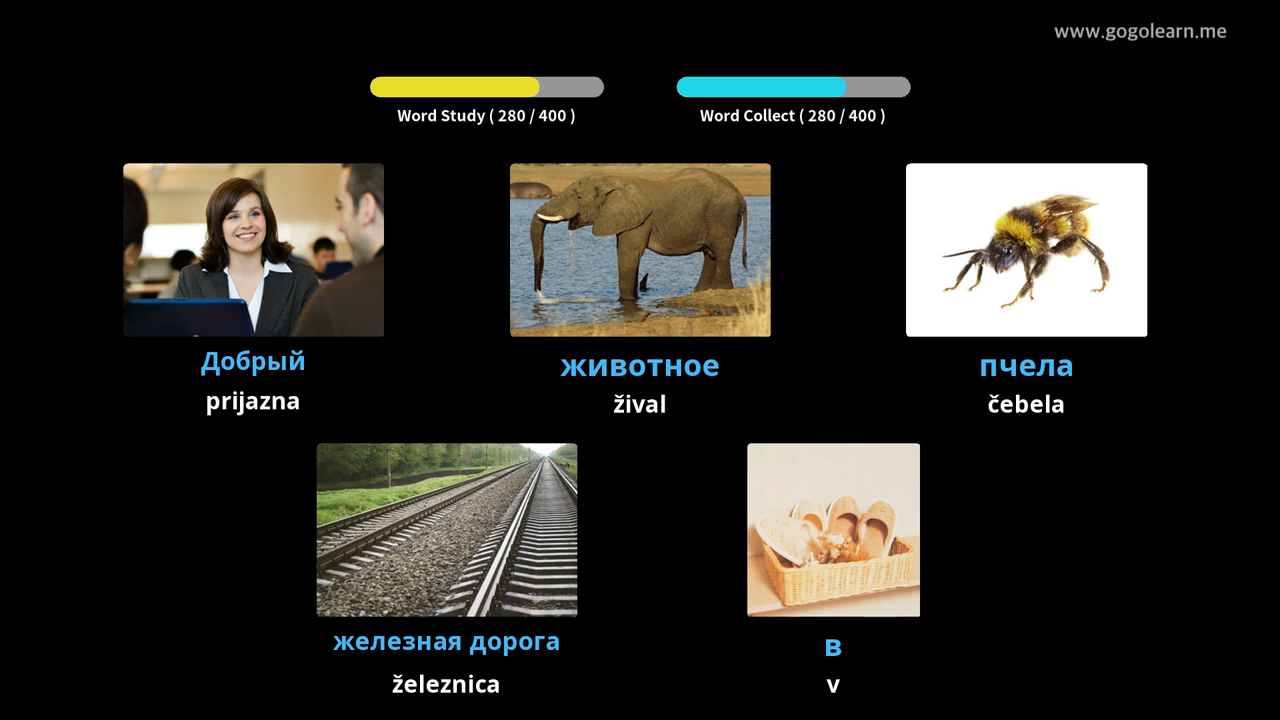 www.gogolearn.me
Word Study ( 280 / 400 )
Word Collect ( 280 / 400 )
Добрый
prijazna
животное
žival
пчела
čebela
железная дорога
železnica
в
v